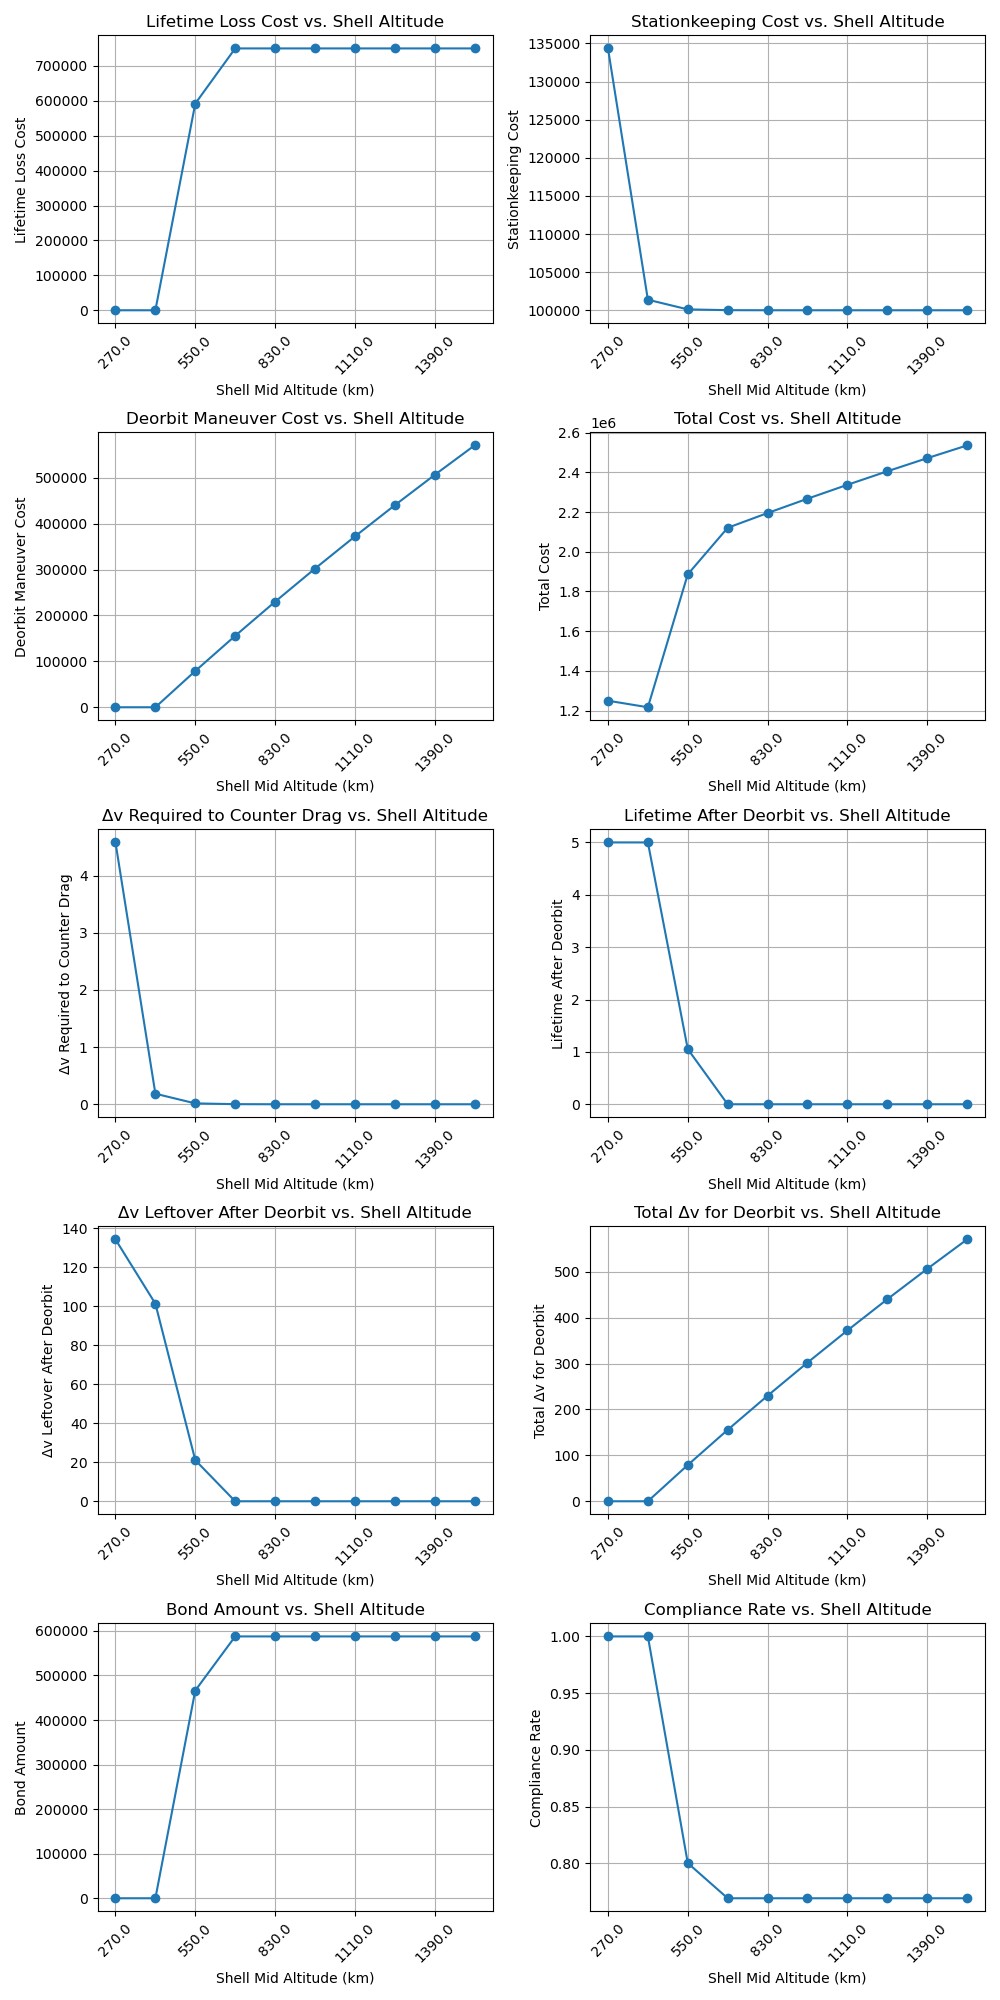 Lifetime Loss Cost vs. Shell Altitude
Lifetime Loss Cost
700000
600000
500000
400000
300000
200000
100000
0
270.0 550.0 830.0 1110.0 1390.0
Shell Mid Altitude (km)
Stationkeeping Cost vs. Shell Altitude
Stationkeeping Cost
135000
130000
125000
120000
115000
110000
105000
100000
270.0 550.0 830.0 1110.0 1390.0
Shell Mid Altitude (km)
Deorbit Maneuver Cost vs. Shell Altitude
Deorbit Maneuver Cost
500000
400000
300000
200000
100000
0
270.0 550.0 830.0 1110.0 1390.0
Shell Mid Altitude (km)
Total Cost vs. Shell Altitude
1e6
Total Cost
2.6
2.4
2.2
2.0
1.8
1.6
1.4
1.2
270.0 550.0 830.0 1110.0 1390.0
Shell Mid Altitude (km)
Δv Required to Counter Drag vs. Shell Altitude
Δv Required to Counter Drag
4
3
2
1
0
270.0 550.0 830.0 1110.0 1390.0
Shell Mid Altitude (km)
Lifetime After Deorbit vs. Shell Altitude
Lifetime After Deorbit
5
4
3
2
1
0
270.0 550.0 830.0 1110.0 1390.0
Shell Mid Altitude (km)
Δv Leftover After Deorbit vs. Shell Altitude
Δv Leftover After Deorbit
140
120
100
80
60
40
20
0
270.0 550.0 830.0 1110.0 1390.0
Shell Mid Altitude (km)
Total Δv for Deorbit vs. Shell Altitude
Total Δv for Deorbit
500
400
300
200
100
0
270.0 550.0 830.0 1110.0 1390.0
Shell Mid Altitude (km)
Bond Amount vs. Shell Altitude
Bond Amount
600000
500000
400000
300000
200000
100000
0
270.0 550.0 830.0 1110.0 1390.0
Shell Mid Altitude (km)
Compliance Rate vs. Shell Altitude
Compliance Rate
1.00
0.95
0.90
0.85
0.80
270.0 550.0 830.0 1110.0 1390.0
Shell Mid Altitude (km)